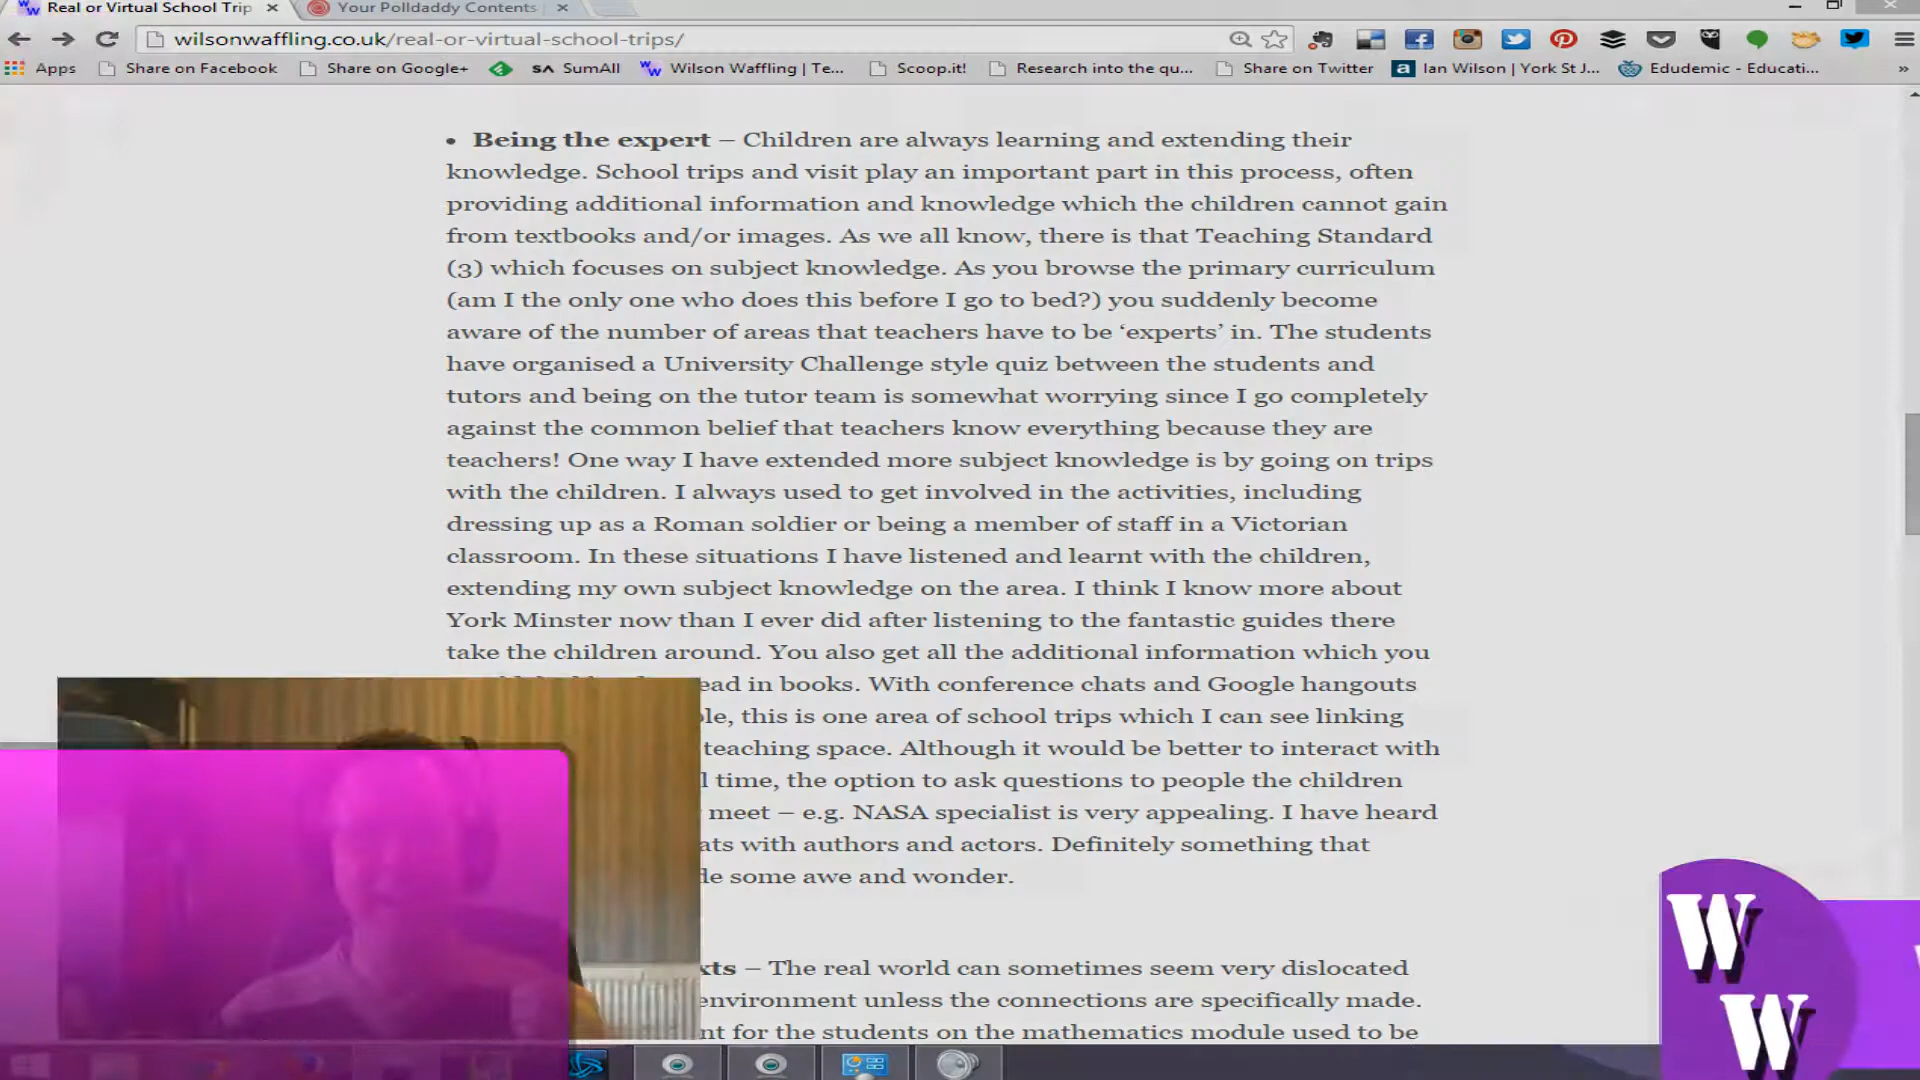 Real or Virtual School Trip
Your Polldaddy Contents
wilsonwaffling.co.uk/real-or-virtual-school-trips/
Apps Share on Facebook Share on Google+ SumAll Wilson Waffling | Te... Scoop.it! Research into the qu... Share on Twitter Ian Wilson | York St J... Edudemic - Educati... »
• Being the expert – Children are always learning and extending their
knowledge. School trips and visit play an important part in this process, often
providing additional information and knowledge which the children cannot gain
from textbooks and/or images. As we all know, there is that Teaching Standard
(3) which focuses on subject knowledge. As you browse the primary curriculum
(am I the only one who does this before I go to bed?) you suddenly become
aware of the number of areas that teachers have to be ‘experts’ in. The students
have organised a University Challenge style quiz between the students and
tutors and being on the tutor team is somewhat worrying since I go completely
against the common belief that teachers know everything because they are
teachers! One way I have extended more subject knowledge is by going on trips
with the children. I always used to get involved in the activities, including
dressing up as a Roman soldier or being a member of staff in a Victorian
classroom. In these situations I have listened and learnt with the children,
extending my own subject knowledge on the area. I think I know more about
York Minster now than I ever did after listening to the fantastic guides there
take the children around. You also get all the additional information which you
in books. With conference chats and Google hangouts
this is one area of school trips which I can see linking
teaching space. Although it would be better to interact with
time, the option to ask questions to people the children
meet – e.g. NASA specialist is very appealing. I have heard
with authors and actors. Definitely something that
some awe and wonder.
– The real world can sometimes seem very dislocated
environment unless the connections are specifically made.
for the students on the mathematics module used to be
W
W